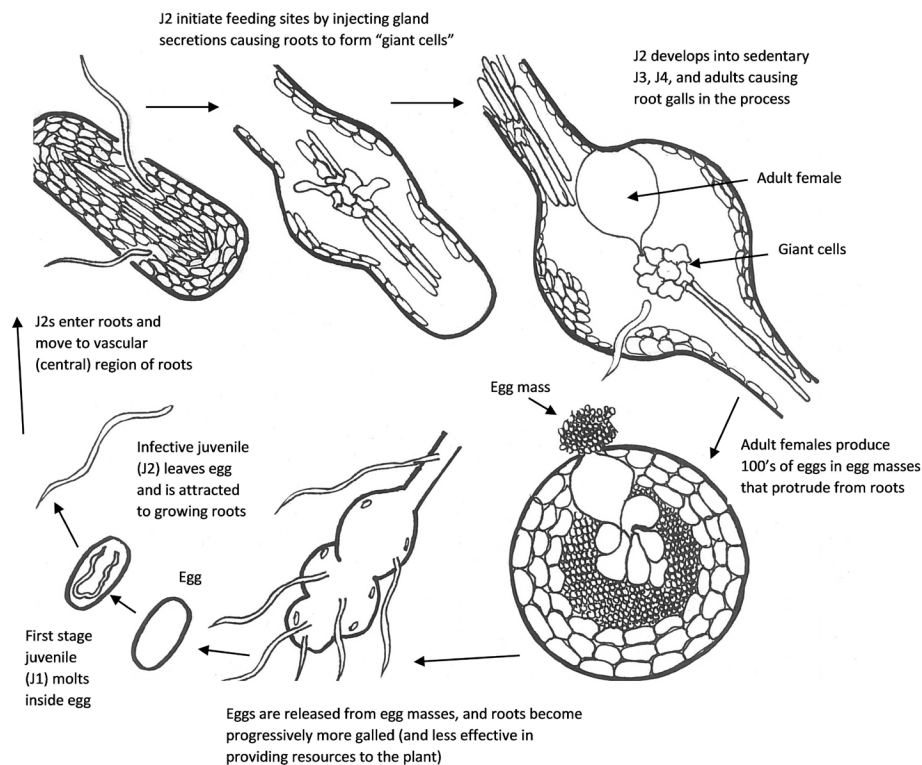 J2 initiate feeding sites by injecting gland
secretions causing roots to form “giant cells”
J2 develops into sedentary
J3, J4, and adults causing
root galls in the process
Adult female
Giant cells
J2s enter roots and
move to vascular
(central) region of roots
Egg mass
Adult females produce
100’s of eggs in egg masses
that protrude from roots
Infective juvenile
(J2) leaves egg
and is attracted
to growing roots
Egg
First stage
juvenile
(J1) molts
inside egg
Eggs are released from egg masses, and roots become
progressively more galled (and less effective in
providing resources to the plant)